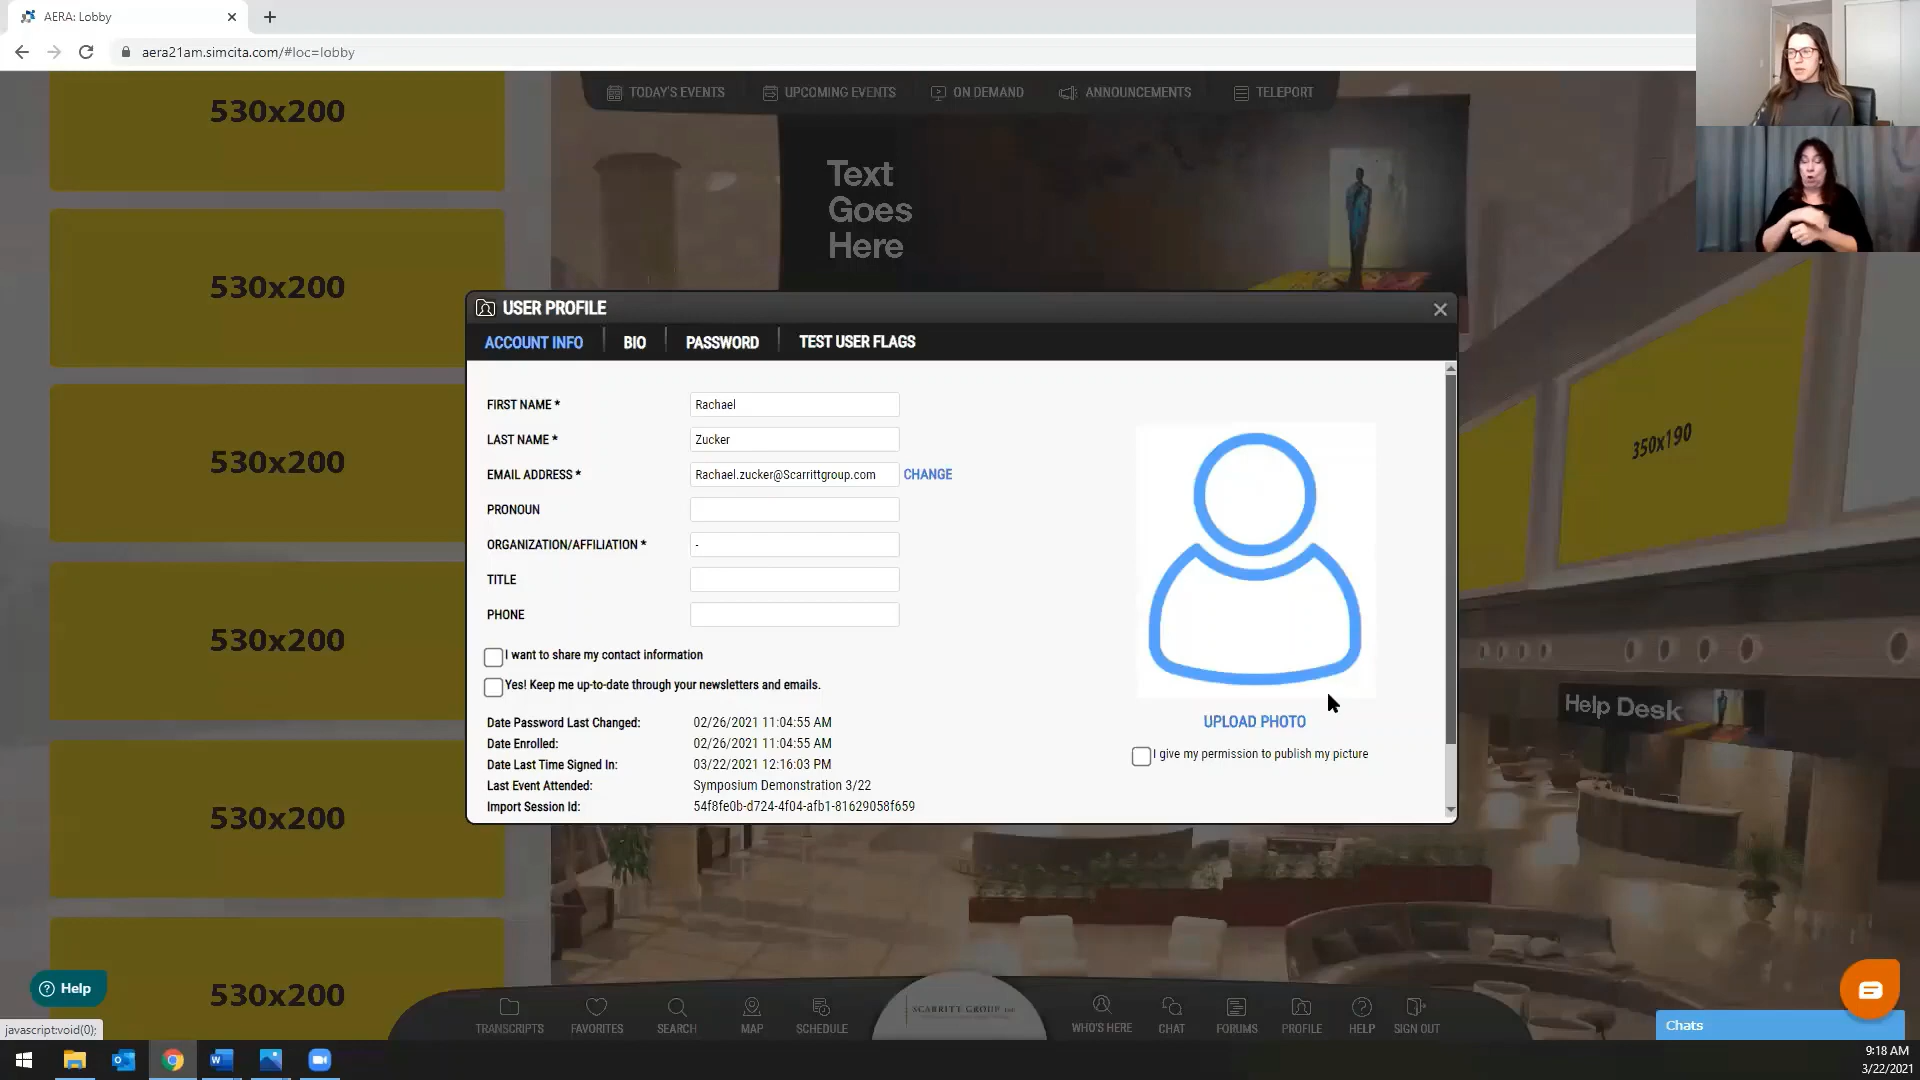 AERA: Lobby
aera21am.simcita.com/#loc=lobby
TODAY'S EVENTS
UPCOMING EVENTS
ON DEMAND
ANNOUNCEMENTS
TELEPORT
530x200
530x200
530x200
530x200
530x200
530x200
Text
Goes
Here
350x190
Help Desk
USER PROFILE
ACCOUNT INFO
BIO
PASSWORD
TEST USER FLAGS
FIRST NAME *
Rachael
LAST NAME *
Zucker
EMAIL ADDRESS *
Rachael.zucker@Scarrittgroup.com
CHANGE
PRONOUN
ORGANIZATION/AFFILIATION *
-
TITLE
PHONE
I want to share my contact information
Yes! Keep me up-to-date through your newsletters and emails.
Date Password Last Changed: 02/26/2021 11:04:55 AM
Date Enrolled: 02/26/2021 11:04:55 AM
Date Last Time Signed In: 03/22/2021 12:16:03 PM
Last Event Attended: Symposium Demonstration 3/22
Import Session Id: 54f8fe0b-d724-4f04-afb1-81629058f659
UPLOAD PHOTO
I give my permission to publish my picture
Help
javascript:void(0);
TRANSCRIPTS
FAVORITES
SEARCH
MAP
SCHEDULE
SCARRITT GROUP
WHO'S HERE
CHAT
FORUMS
PROFILE
HELP
SIGN OUT
Chats
9:18 AM
3/22/2021